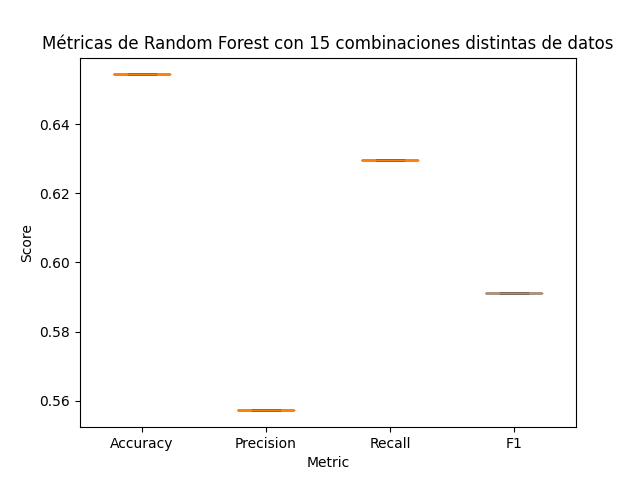 Métricas de Random Forest con 15 combinaciones distintas de datos
0.64
0.62
0.60
0.58
0.56
Score
Accuracy Precision Recall F1
Metric